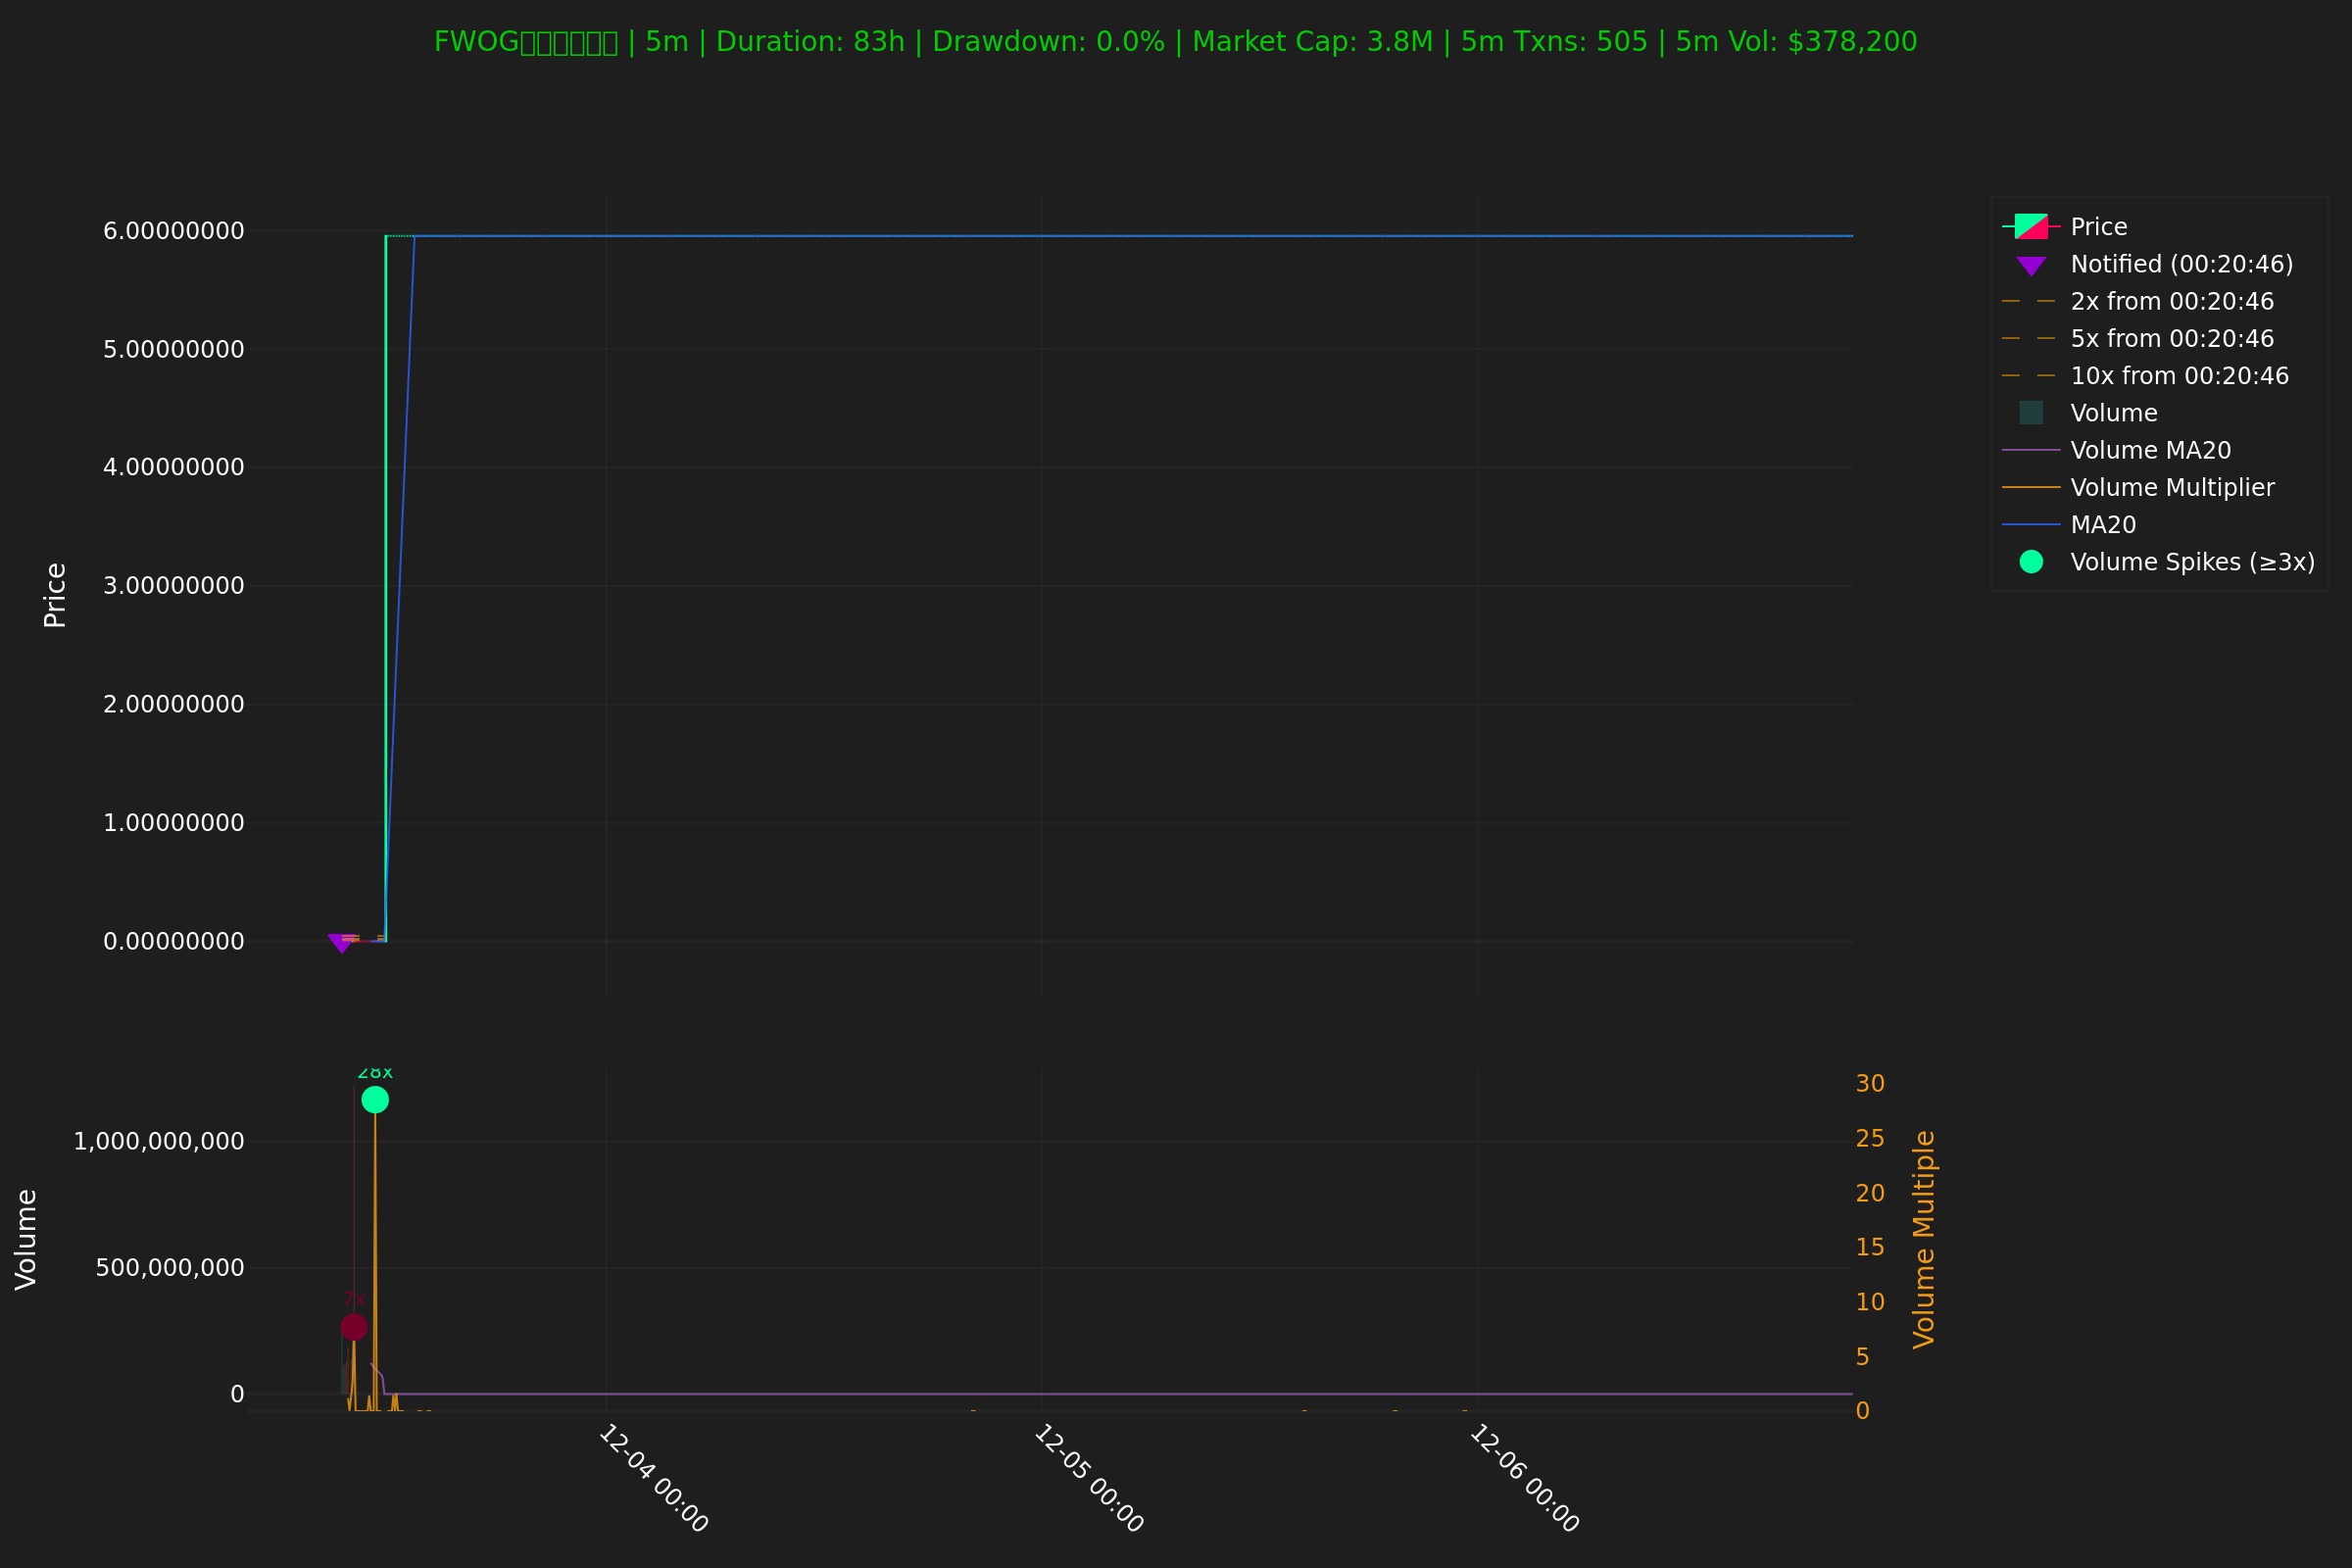 FWOG□□□□□□ | 5m | Duration: 83h | Drawdown: 0.0% | Market Cap: 3.8M | 5m Txns: 505 | 5m Vol: $378,200
Price
6.00000000
5.00000000
4.00000000
3.00000000
2.00000000
1.00000000
0.00000000
Price
Notified (00:20:46)
2x from 00:20:46
5x from 00:20:46
10x from 00:20:46
Volume
Volume MA20
Volume Multiplier
MA20
Volume Spikes (≥3x)
Volume
1,000,000,000
500,000,000
0
28x
7x
30
25
20
15
10
5
0
Volume Multiple
12-04 00:00
12-05 00:00
12-06 00:00